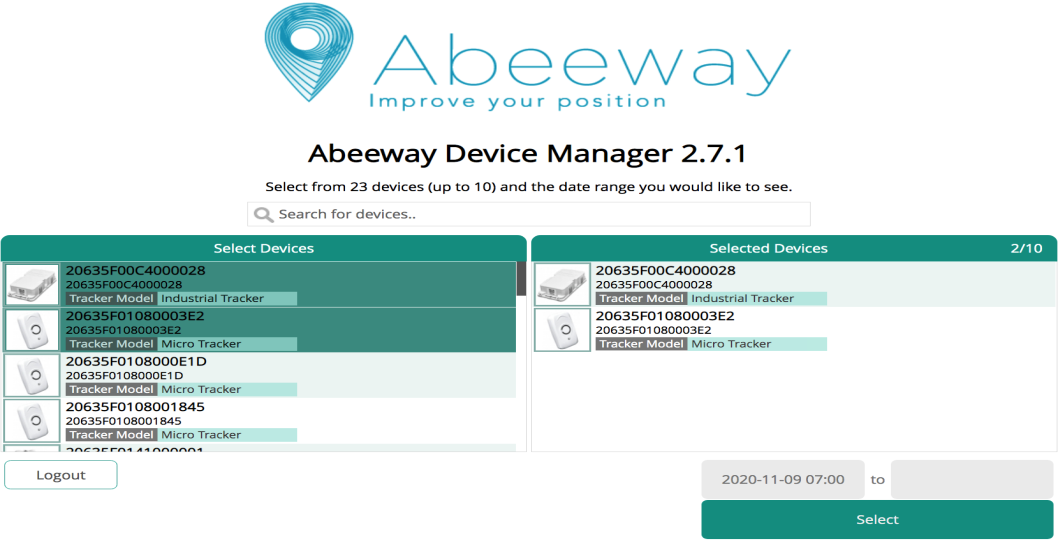 Abeeway
Improve your position
Abeeway Device Manager 2.7.1
Select from 23 devices (up to 10) and the date range you would like to see.
Search for devices..
Select Devices
20635F00C4000028
20635F00C4000028
Tracker Model Industrial Tracker
20635F01080003E2
20635F01080003E2
Tracker Model Micro Tracker
20635F0108000E1D
20635F0108000E1D
Tracker Model Micro Tracker
20635F0108001845
20635F0108001845
Tracker Model Micro Tracker
20635F0141000001
Selected Devices 2/10
20635F00C4000028
20635F00C4000028
Tracker Model Industrial Tracker
20635F01080003E2
20635F01080003E2
Tracker Model Micro Tracker
Logout
2020-11-09 07:00 to
Select